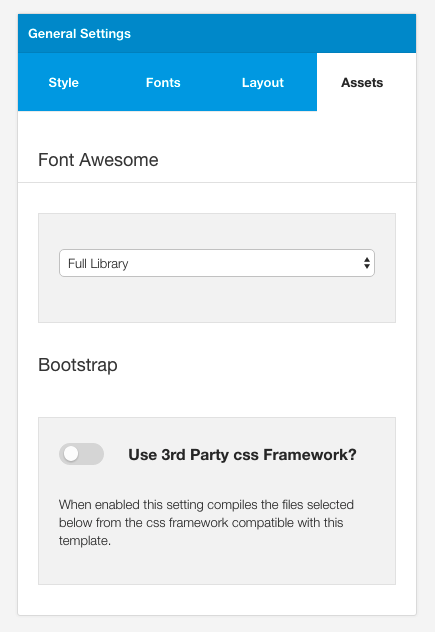 General Settings
Style Fonts Layout Assets
Font Awesome
Full Library
Bootstrap
Use 3rd Party css Framework?
When enabled this setting compiles the files selected
below from the css framework compatible with this
template.